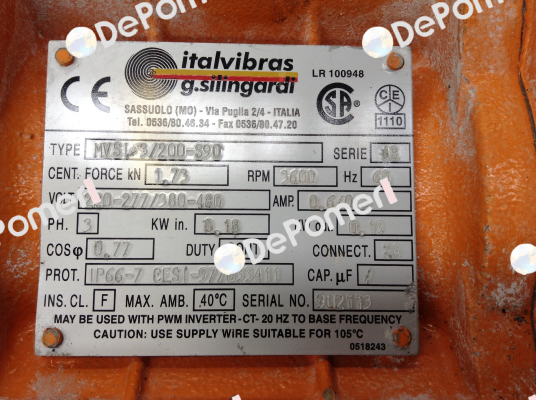 DePomeri
italvibras
g.silingardi
LR 100948
SASSUOLO (MO) - Via Puglia 2/4 - ITALIA
Tel. 0536/80.46.34 - Fax 0536/80.47.20
1110
TYPE MVSI 3/200-S90 SERIE
CENT. FORCE kN 1.73 RPM 3600 Hz
VOLT 220-277/380-480 AMP.
PH. 3 KW in. 0.18
COSφ 0.77 DUTY CONNECT.
PROT. IP66-7 CAP. µF /
INS. CL. F MAX. AMB. 40°C SERIAL NO.
MAY BE USED WITH PWM INVERTER-CT- 20 HZ TO BASE FREQUENCY
CAUTION: USE SUPPLY WIRE SUITABLE FOR 105°C
0518243